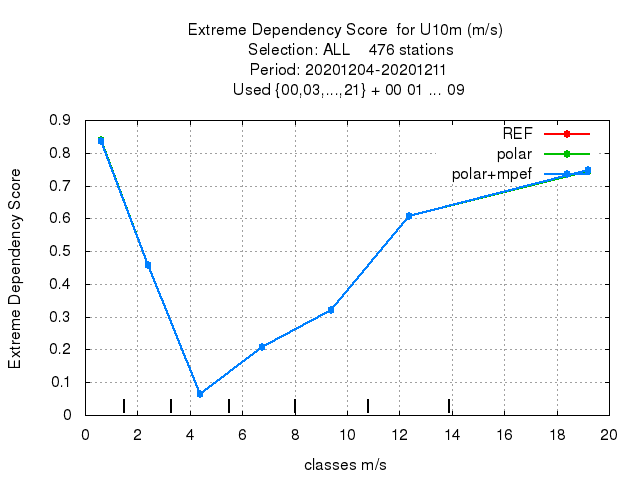 Extreme Dependency Score  for U10m (m/s)
Selection: ALL    476 stations
Period: 20201204-20201211
Used {00,03,...,21} + 00 01 ... 09
Extreme Dependency Score
0.9
0.8
0.7
0.6
0.5
0.4
0.3
0.2
0.1
0
REF
polar
polar+mpef
0 2 4 6 8 10 12 14 16 18 20
classes m/s